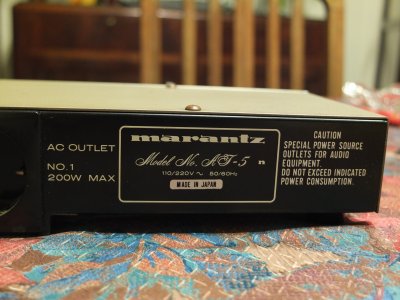 AC OUTLET
NO.1
200W MAX
marantz
Model No. NT-5 n
110/220V ~ 50/60Hz
MADE IN JAPAN
CAUTION
SPECIAL POWER SOURCE
OUTLETS FOR AUDIO
EQUIPMENT.
DO NOT EXCEED INDICATED
POWER CONSUMPTION.